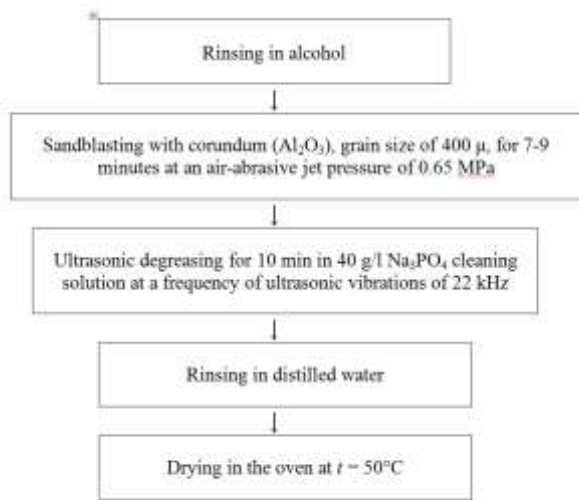 Rinsing in alcohol
Sandblasting with corundum (Al₂O₃), grain size of 400 μ, for 7-9
minutes at an air-abrasive jet pressure of 0.65 MPa
Ultrasonic degreasing for 10 min in 40 g/l Na₃PO₄ cleaning
solution at a frequency of ultrasonic vibrations of 22 kHz
Rinsing in distilled water
Drying in the oven at t = 50°C